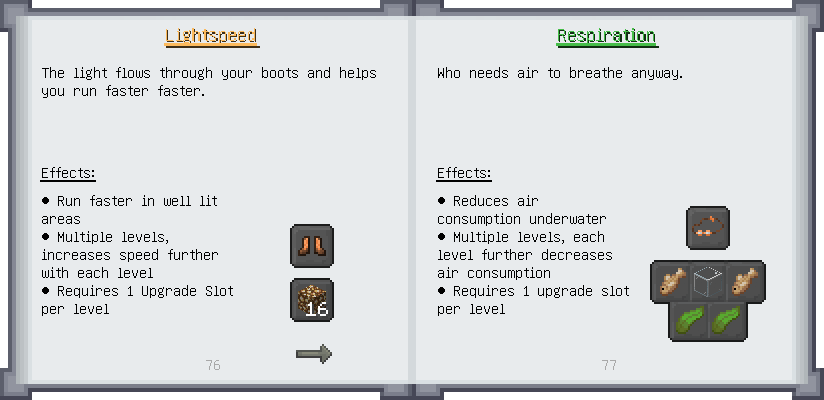 Lightspeed
The light flows through your boots and helps
you run faster faster.
Effects:
● Run faster in well lit
areas
● Multiple levels,
increases speed further
with each level
● Requires 1 Upgrade Slot
per level
16
76
Respiration
Who needs air to breathe anyway.
Effects:
● Reduces air
consumption underwater
● Multiple levels, each
level further decreases
air consumption
● Requires 1 upgrade slot
per level
77